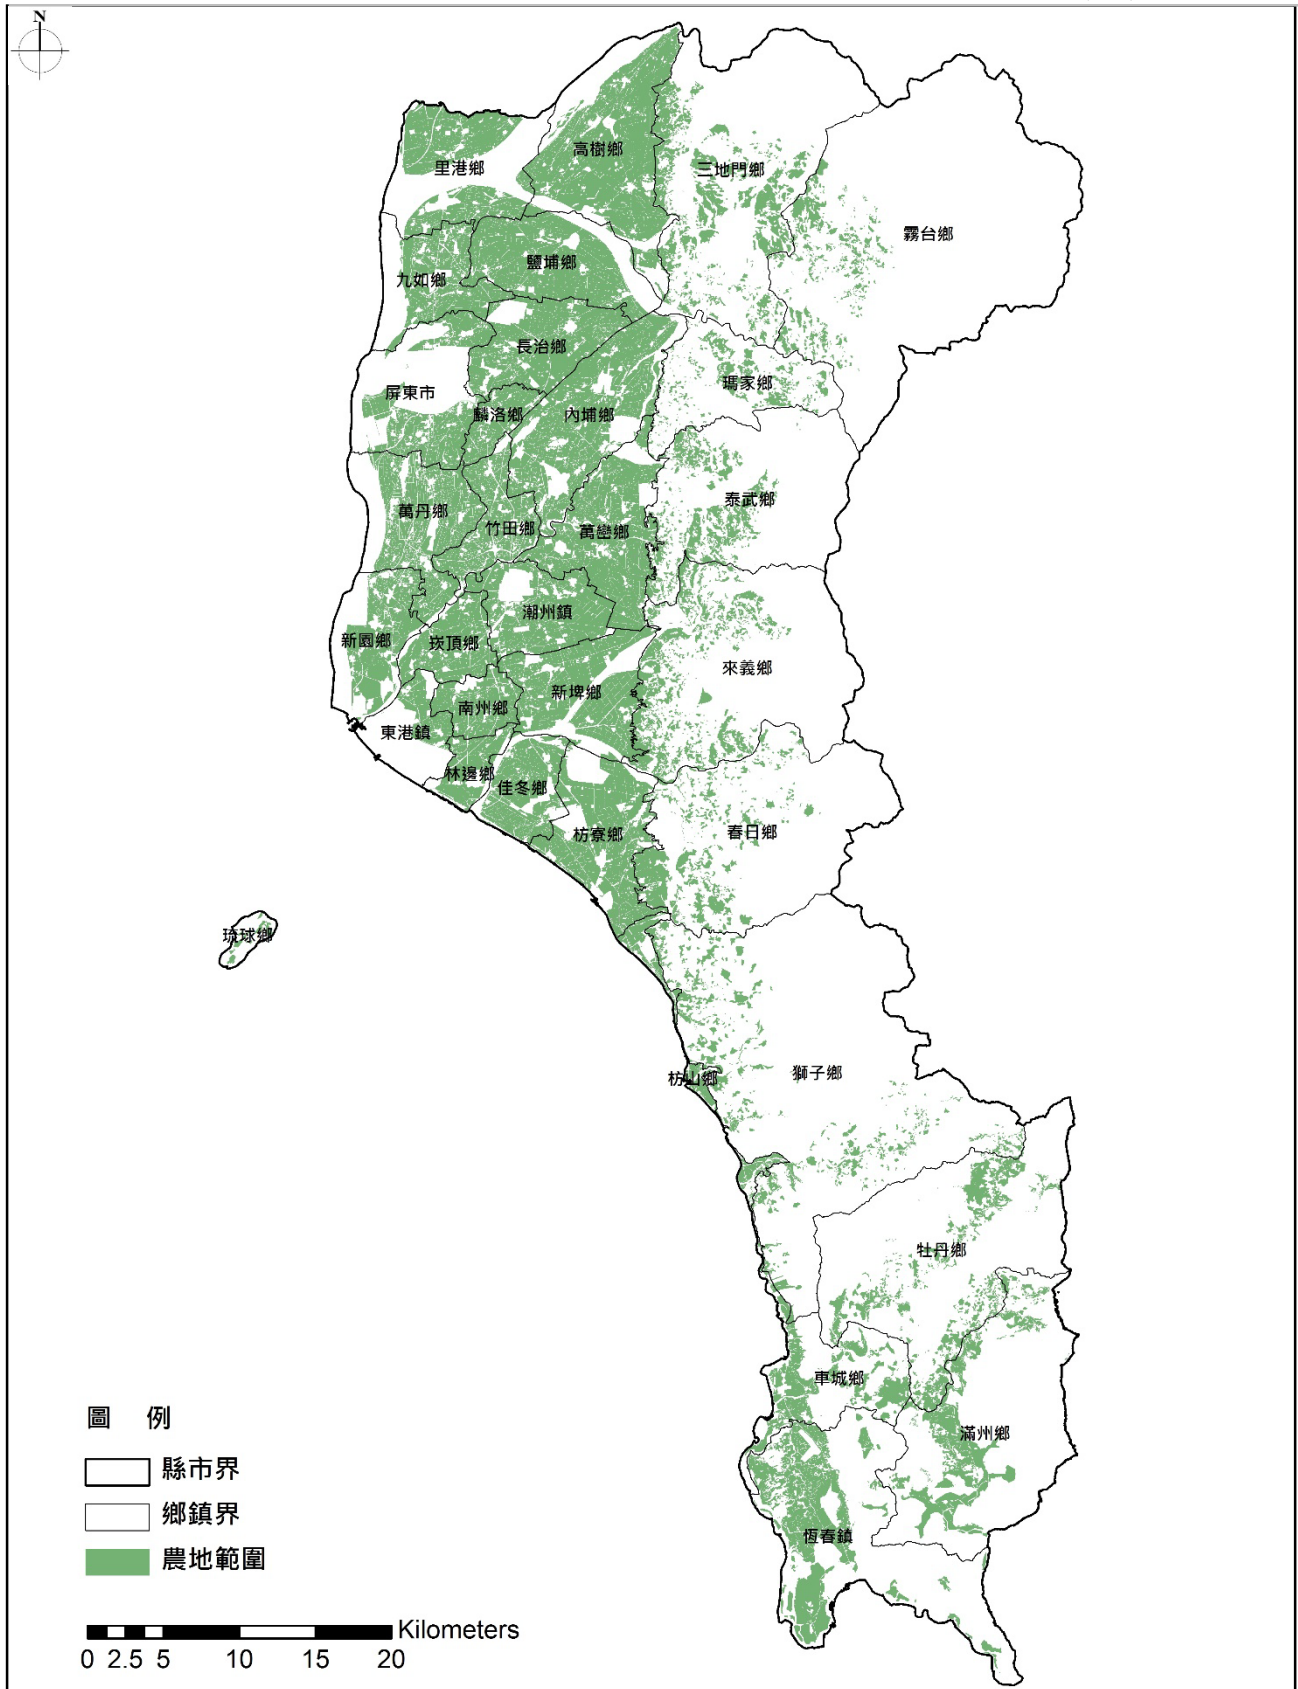 N
高樹鄉
里港鄉
三地門鄉
霧台鄉
鹽埔鄉
九如鄉
長治鄉
瑪家鄉
屏東市
麟洛鄉
內埔鄉
泰武鄉
萬丹鄉
竹田鄉
萬巒鄉
潮州鎮
新園鄉
崁頂鄉
來義鄉
新埤鄉
南州鄉
東港鎮
林邊鄉
佳冬鄉
枋寮鄉
春日鄉
琉球鄉
獅子鄉
枋山鄉
牡丹鄉
車城鄉
滿州鄉
恆春鎮
圖 例
縣市界
鄉鎮界
農地範圍
Kilometers
0 2.5 5 10 15 20